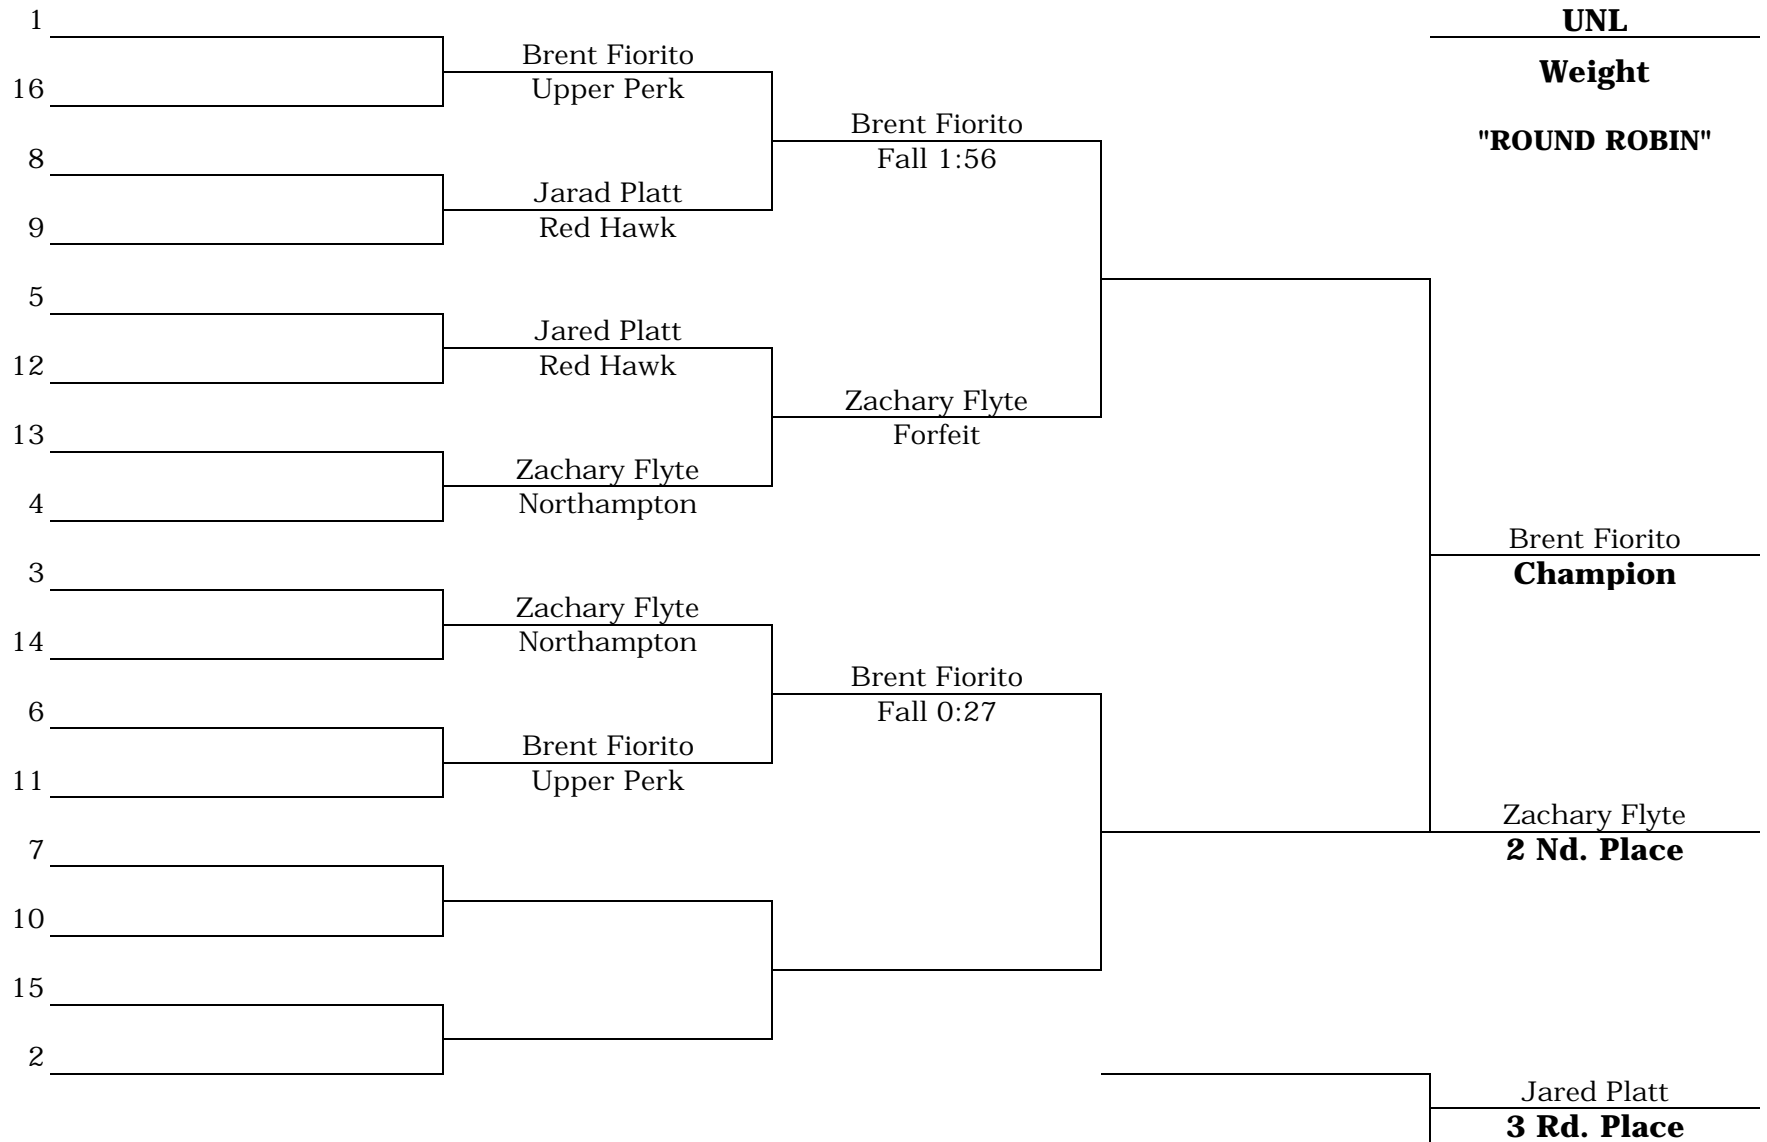 1
UNL
Brent Fiorito
Weight
16
Upper Perk
Brent Fiorito
"ROUND ROBIN"
8
Fall 1:56
Jarad Platt
9
Red Hawk
5
Jared Platt
12
Red Hawk
Zachary Flyte
13
Forfeit
Zachary Flyte
4
Northampton
Brent Fiorito
3
Champion
Zachary Flyte
14
Northampton
Brent Fiorito
6
Fall 0:27
Brent Fiorito
11
Upper Perk
Zachary Flyte
7
2 Nd. Place
10
15
2
Jared Platt
3 Rd. Place